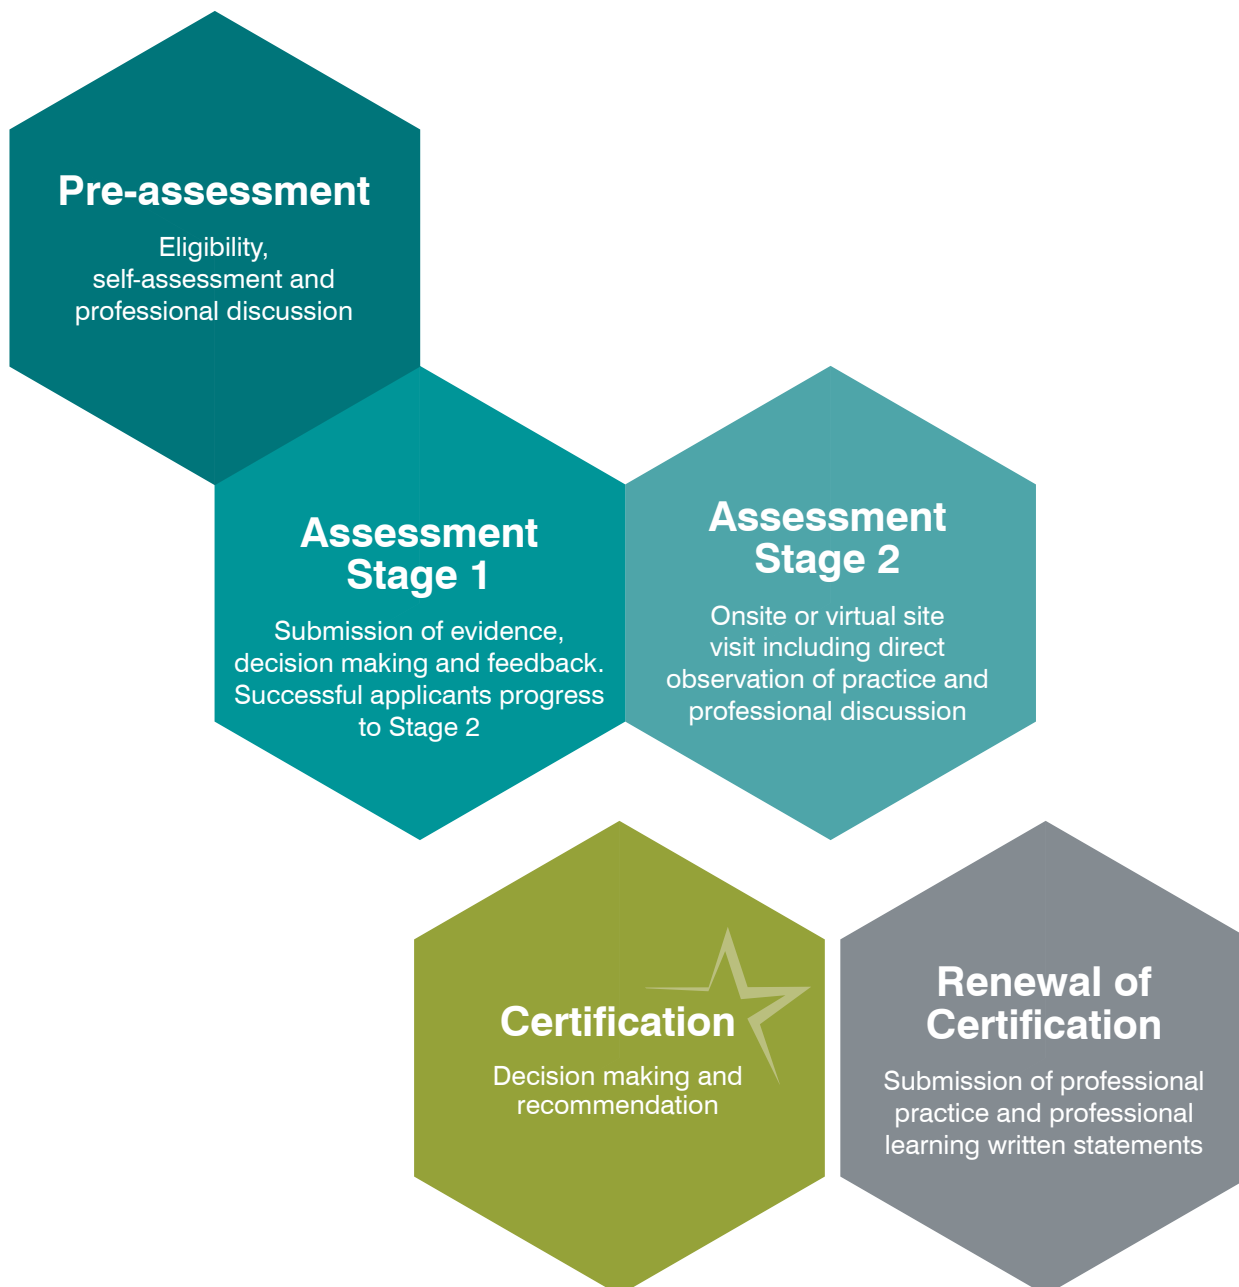 Pre-assessment
Eligibility,
self-assessment and
professional discussion
Assessment
Stage 1
Submission of evidence,
decision making and feedback.
Successful applicants progress
to Stage 2
Assessment
Stage 2
Onsite or virtual site
visit including direct
observation of practice and
professional discussion
Certification
Decision making and
recommendation
Renewal of
Certification
Submission of professional
practice and professional
learning written statements